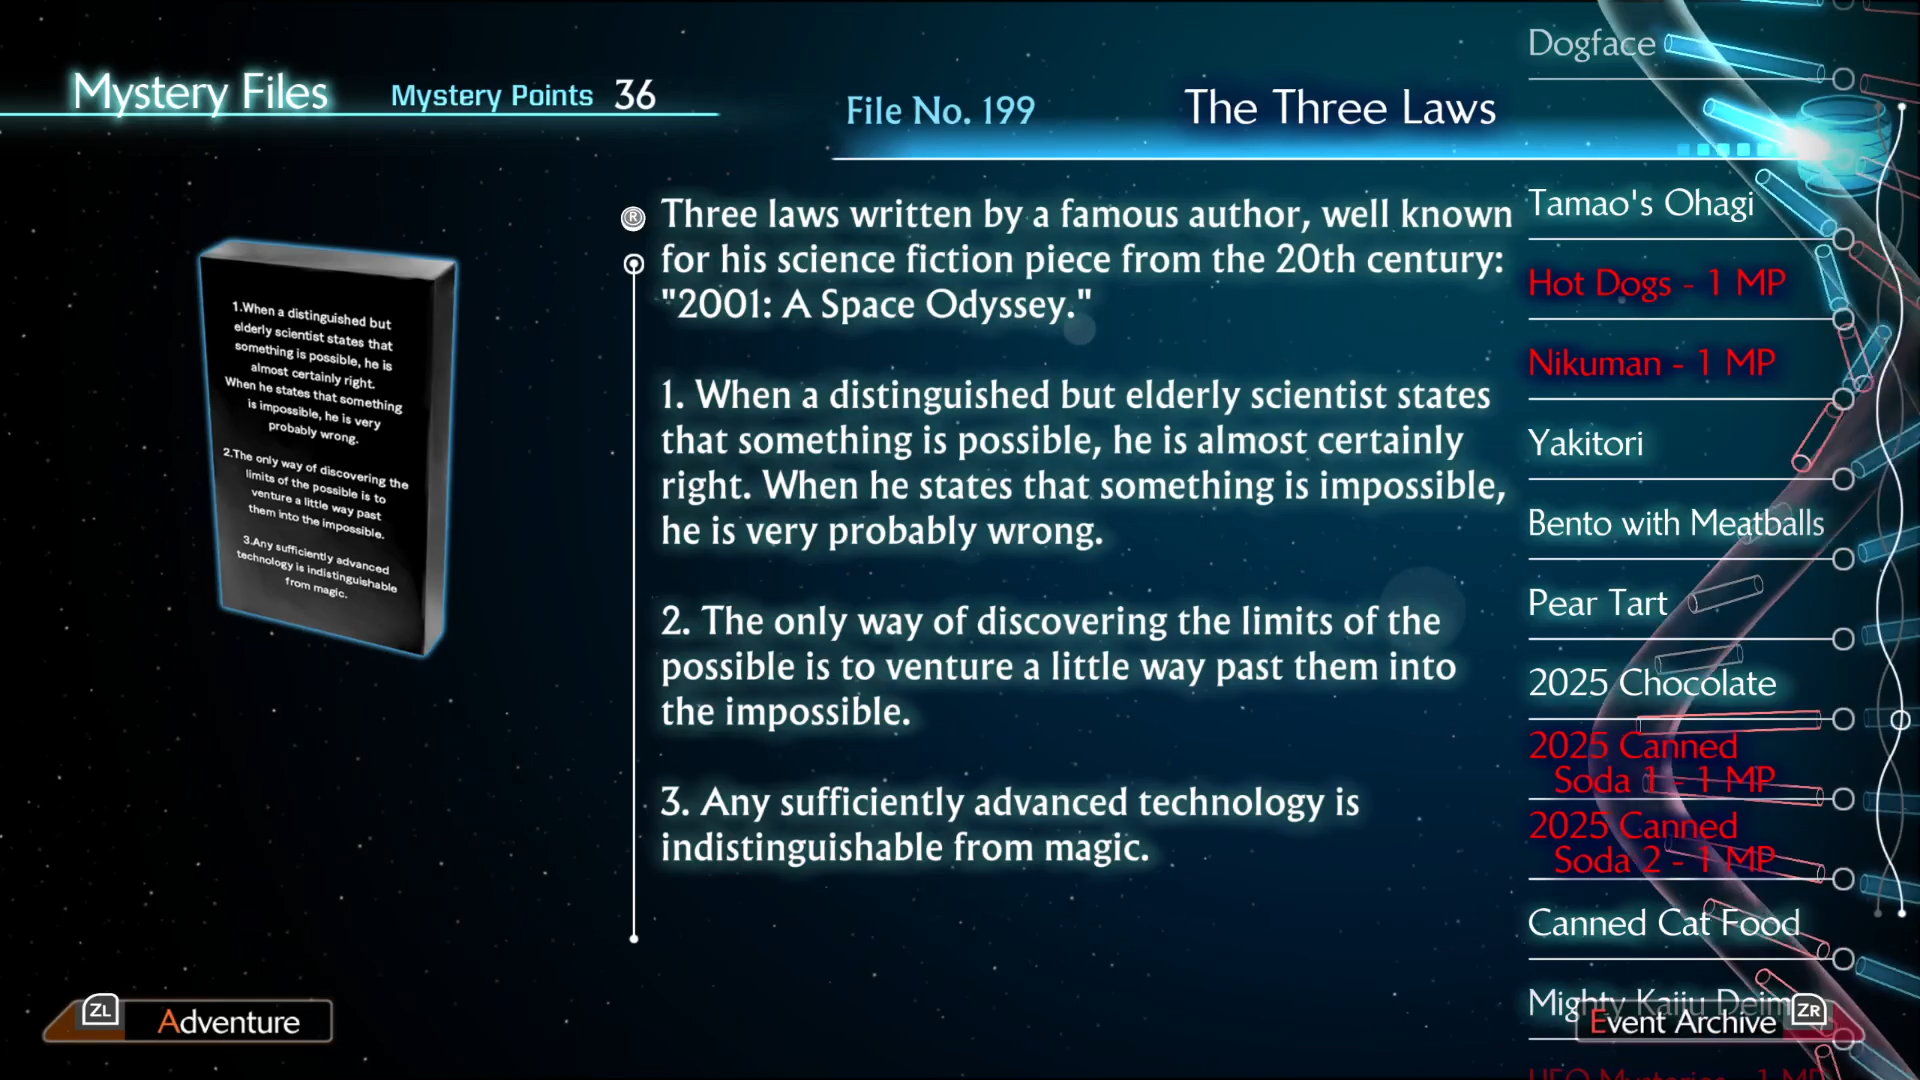 Mystery Files
Mystery Points 36
File No. 199
The Three Laws
1.When a distinguished but
elderly scientist states that
something is possible, he is
almost certainly right.
When he states that something
is impossible, he is very
probably wrong.
2.The only way of discovering the
limits of the possible is to
venture a little way past
them into the impossible.
3.Any sufficiently advanced
technology is indistinguishable
from magic.
Three laws written by a famous author, well known
for his science fiction piece from the 20th century:
"2001: A Space Odyssey."
1. When a distinguished but elderly scientist states
that something is possible, he is almost certainly
right. When he states that something is impossible,
he is very probably wrong.
2. The only way of discovering the limits of the
possible is to venture a little way past them into
the impossible.
3. Any sufficiently advanced technology is
indistinguishable from magic.
R
Dogface
Tamao's Ohagi
Hot Dogs - 1 MP
Nikuman - 1 MP
Yakitori
Bento with Meatballs
Pear Tart
2025 Chocolate
2025 Canned
Soda 1 - 1 MP
2025 Canned
Soda 2 - 1 MP
Canned Cat Food
Mighty Kaiju Deim
UFO Mysteries - 1 MP
ZL Adventure
Event Archive ZR